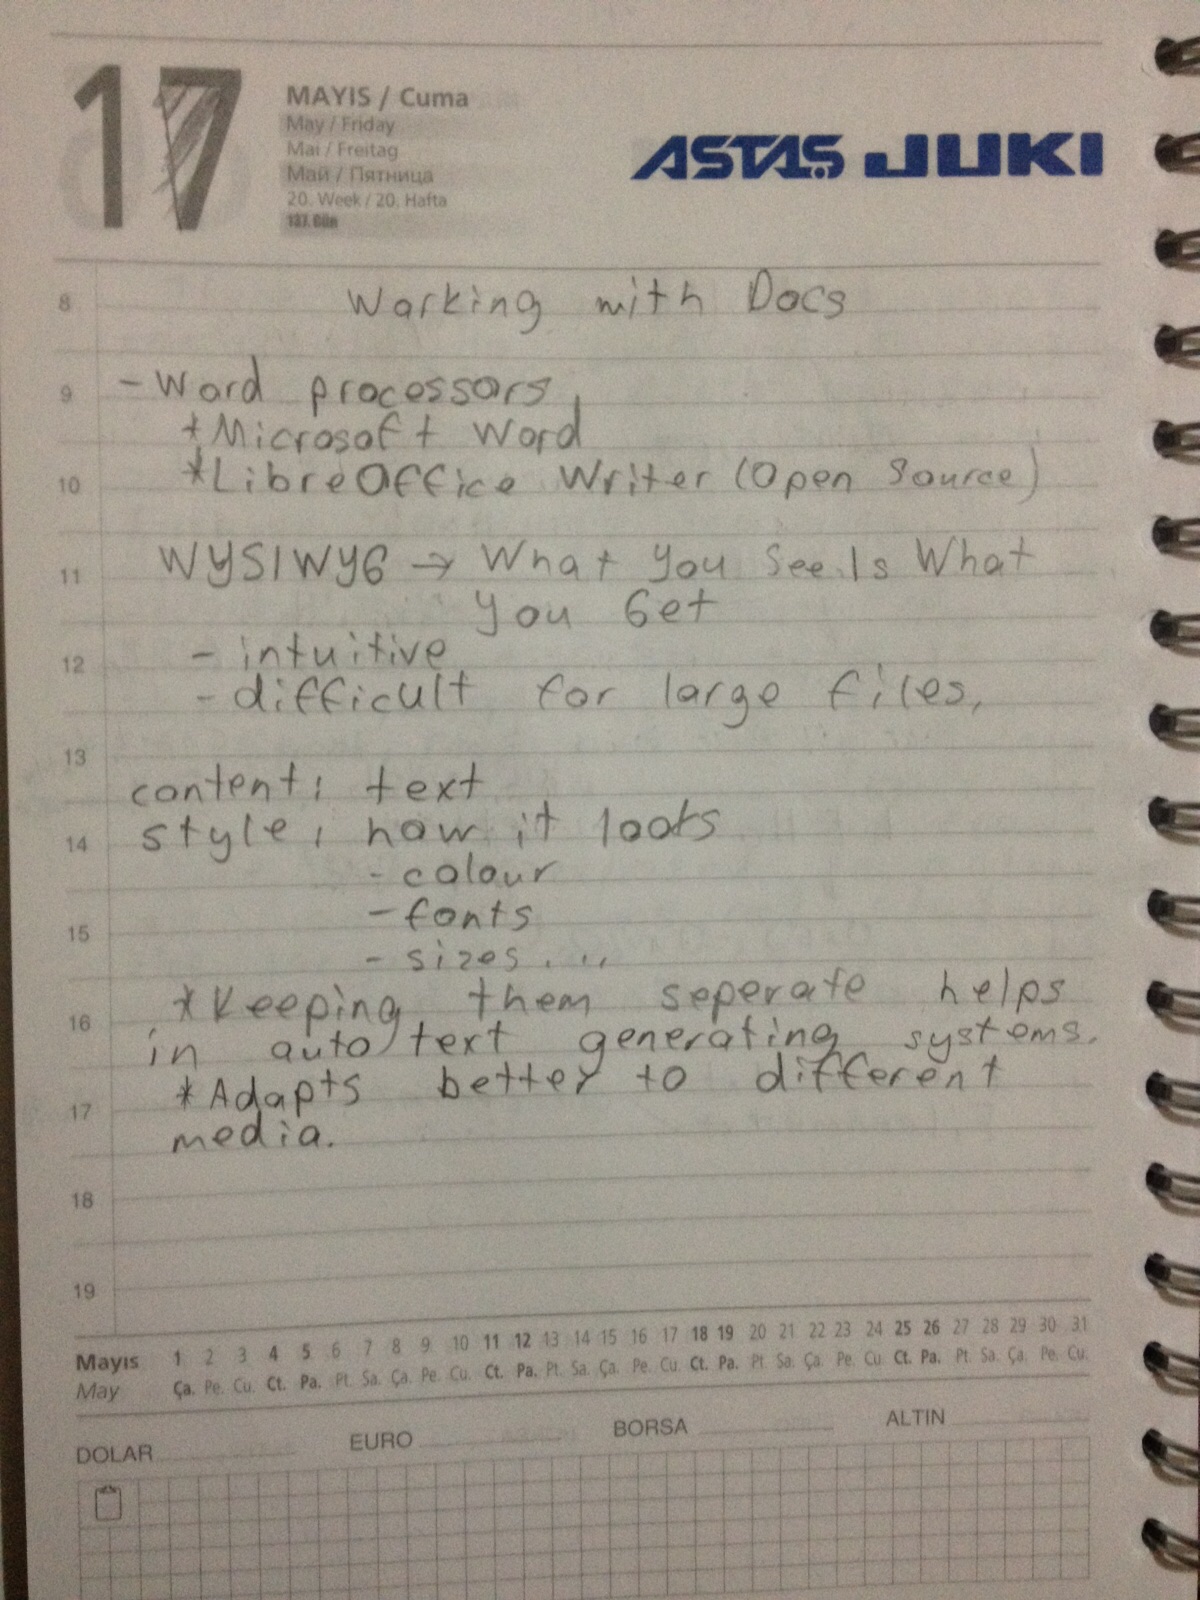 17
MAYIS / Cuma
May / Friday
Mai / Freitag
Май / Пятница
20. Week / 20. Hafta
137. Gün
ASTAŞ JUKI
8
Working with Docs
9
- Word processors
*Microsoft Word
10
*LibreOffice Writer (Open Source)
11
WYSIWYG → What You See Is What
You Get
12
- intuitive
- difficult for large files,
13
content: text
14
style: how it looks
- colour
15
- fonts
- sizes....
16
*Keeping them seperate helps
in auto text generating systems.
17
*Adapts better to different
media.
18
19
Mayıs 1 2 3 4 5 6 7 8 9 10 11 12 13 14 15 16 17 18 19 20 21 22 23 24 25 26 27 28 29 30 31
May Ça. Pe. Cu. Ct. Pa. Pt. Sa. Ça. Pe. Cu. Ct. Pa. Pt. Sa. Ça. Pe. Cu. Ct. Pa. Pt. Sa. Ça. Pe. Cu. Ct. Pa. Pt. Sa. Ça. Pe. Cu.
DOLAR EURO BORSA ALTIN